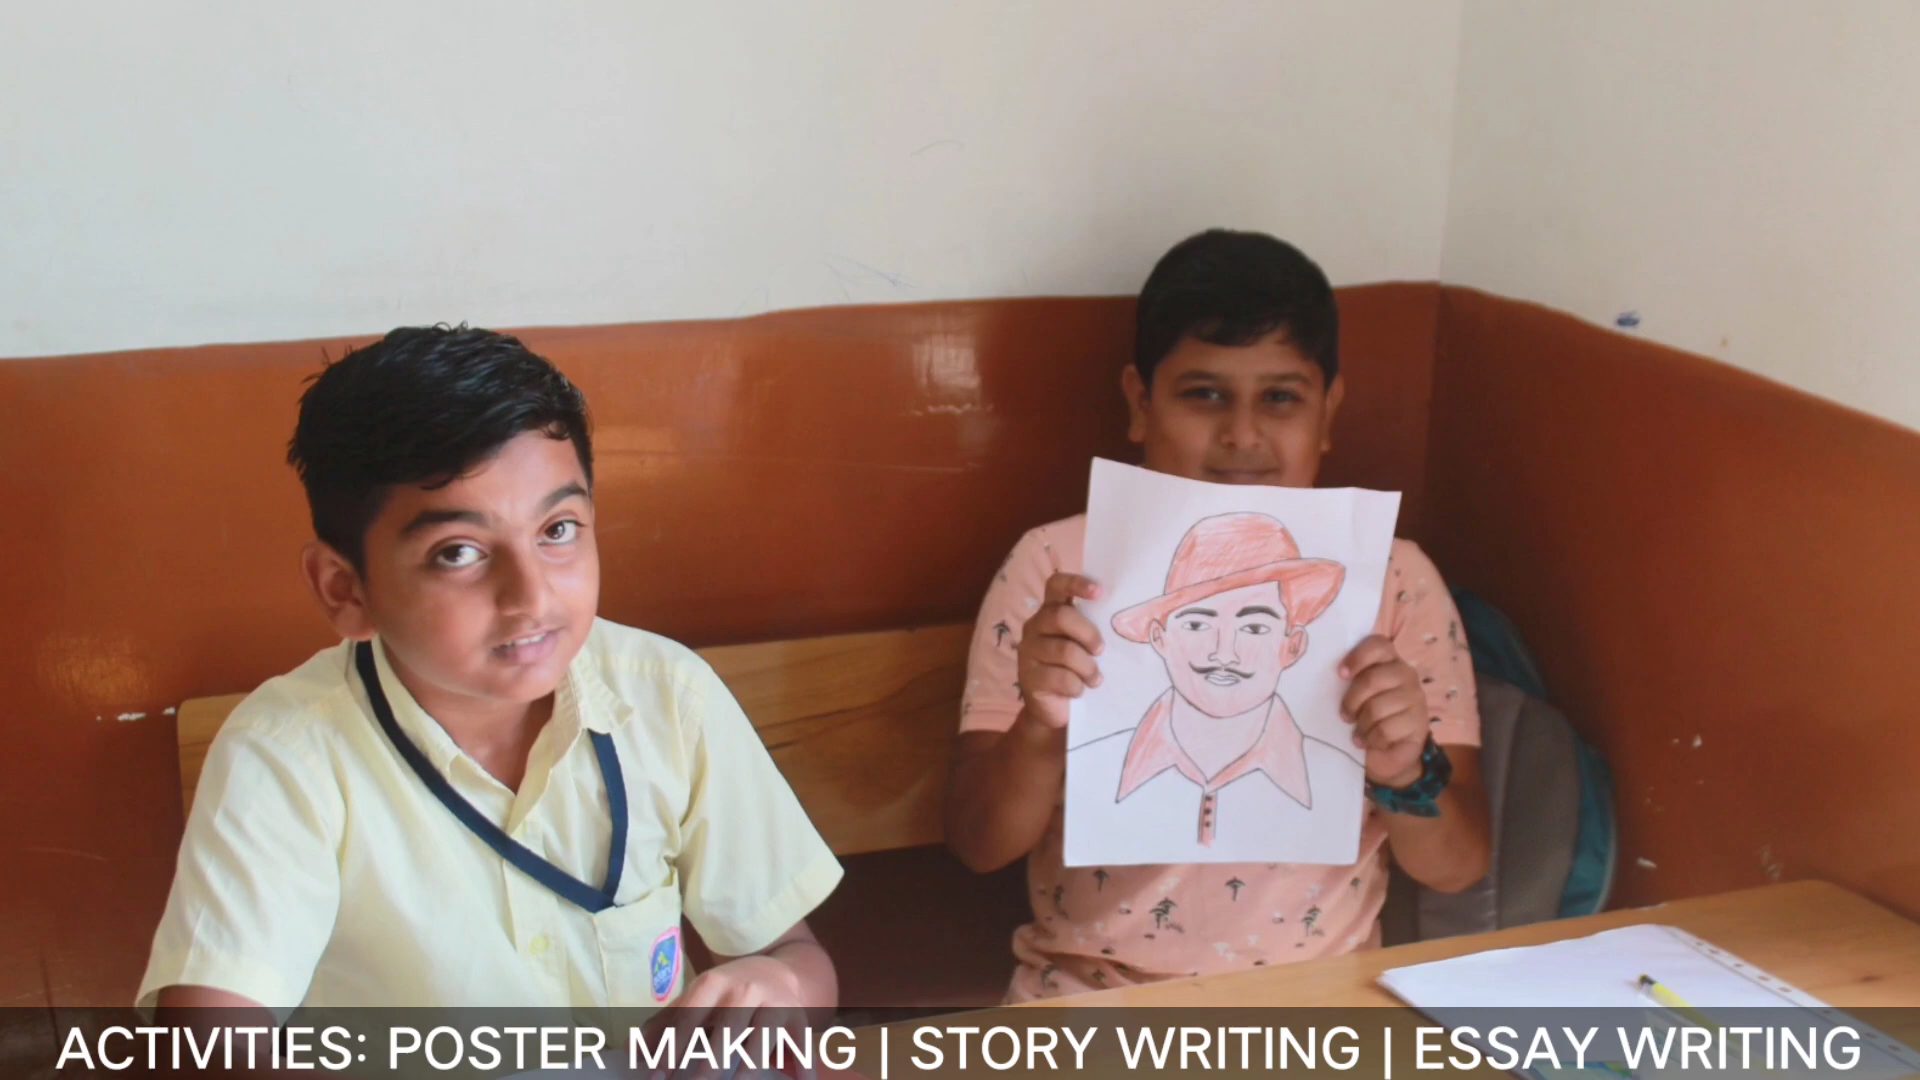 ACTIVITIES: POSTER MAKING | STORY WRITING | ESSAY WRITING